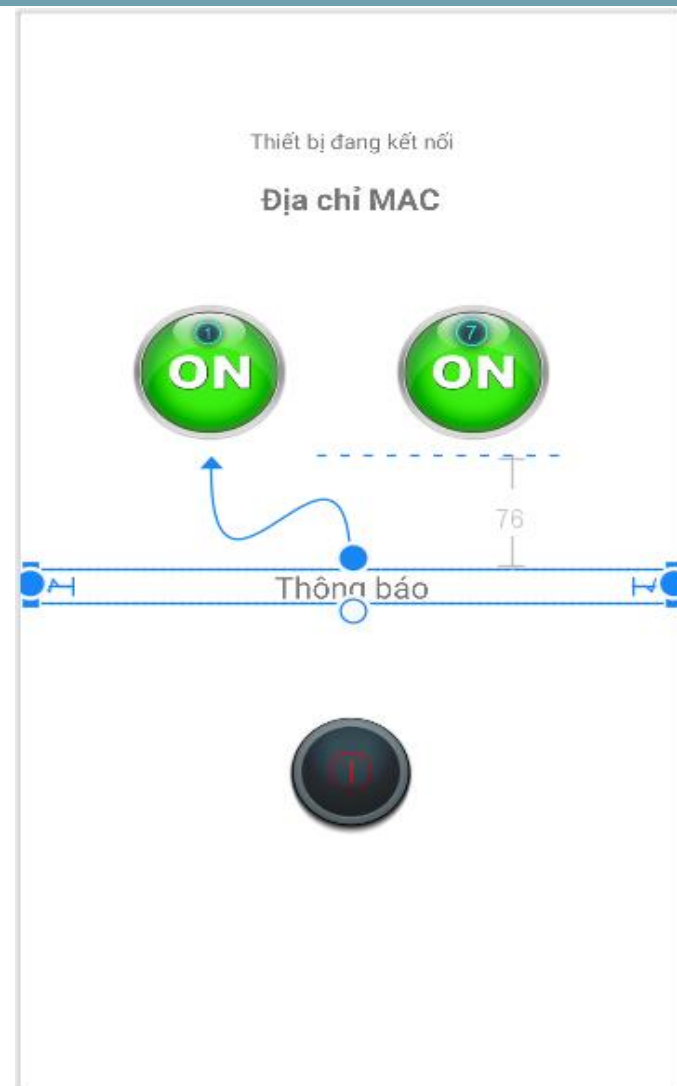 Thiết bị đang kết nối
Địa chỉ MAC
1 7
ON ON
76
Thông báo